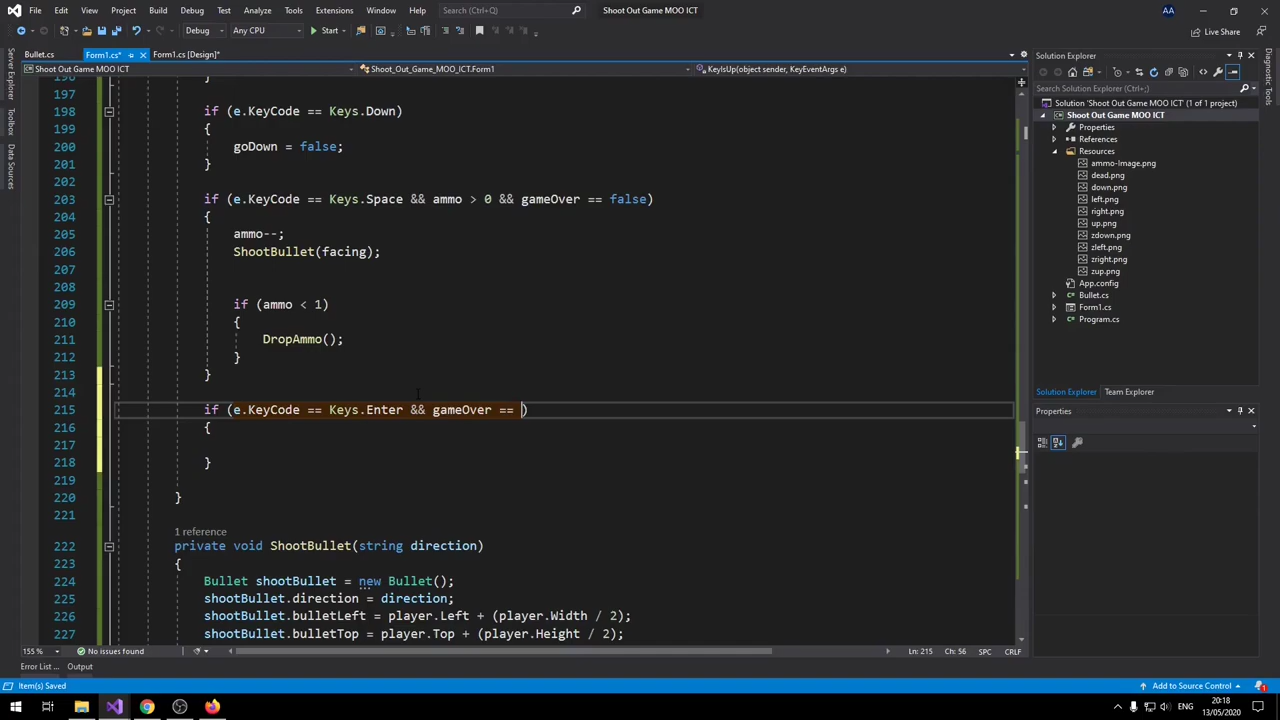 File Edit View Project Build Debug Test Analyze Tools Extensions Window Help Search (Ctrl+Q) Shoot Out Game MOO ICT AA
Debug Any CPU Start Live Share
Bullet.cs Form1.cs* Form1.cs [Design]*
Shoot Out Game MOO ICT Shoot_Out_Game_MOO_ICT.Form1 KeyIsUp(object sender, KeyEventArgs e)
Server Explorer
Toolbox
Data Sources
196 }
197
198 if (e.KeyCode == Keys.Down)
199 {
200 goDown = false;
201 }
202
203 if (e.KeyCode == Keys.Space && ammo > 0 && gameOver == false)
204 {
205 ammo--;
206 ShootBullet(facing);
207
208
209 if (ammo < 1)
210 {
211 DropAmmo();
212 }
213 }
214
215 if (e.KeyCode == Keys.Enter && gameOver == )
216 {
217
218 }
219
220 }
221
1 reference
222 private void ShootBullet(string direction)
223 {
224 Bullet shootBullet = new Bullet();
225 shootBullet.direction = direction;
226 shootBullet.bulletLeft = player.Left + (player.Width / 2);
227 shootBullet.bulletTop = player.Top + (player.Height / 2);
155 % No issues found Ln: 215 Ch: 56 SPC CRLF
Error List ... Output
Solution Explorer
Search Solution Explorer (Ctrl+;)
Solution 'Shoot Out Game MOO ICT' (1 of 1 project)
Shoot Out Game MOO ICT
Properties
References
Resources
ammo-Image.png
dead.png
down.png
left.png
right.png
up.png
zdown.png
zleft.png
zright.png
zup.png
App.config
Bullet.cs
Form1.cs
Program.cs
Solution Explorer Team Explorer
Properties
Diagnostic Tools
Item(s) Saved Add to Source Control 1
20:18
13/05/2020